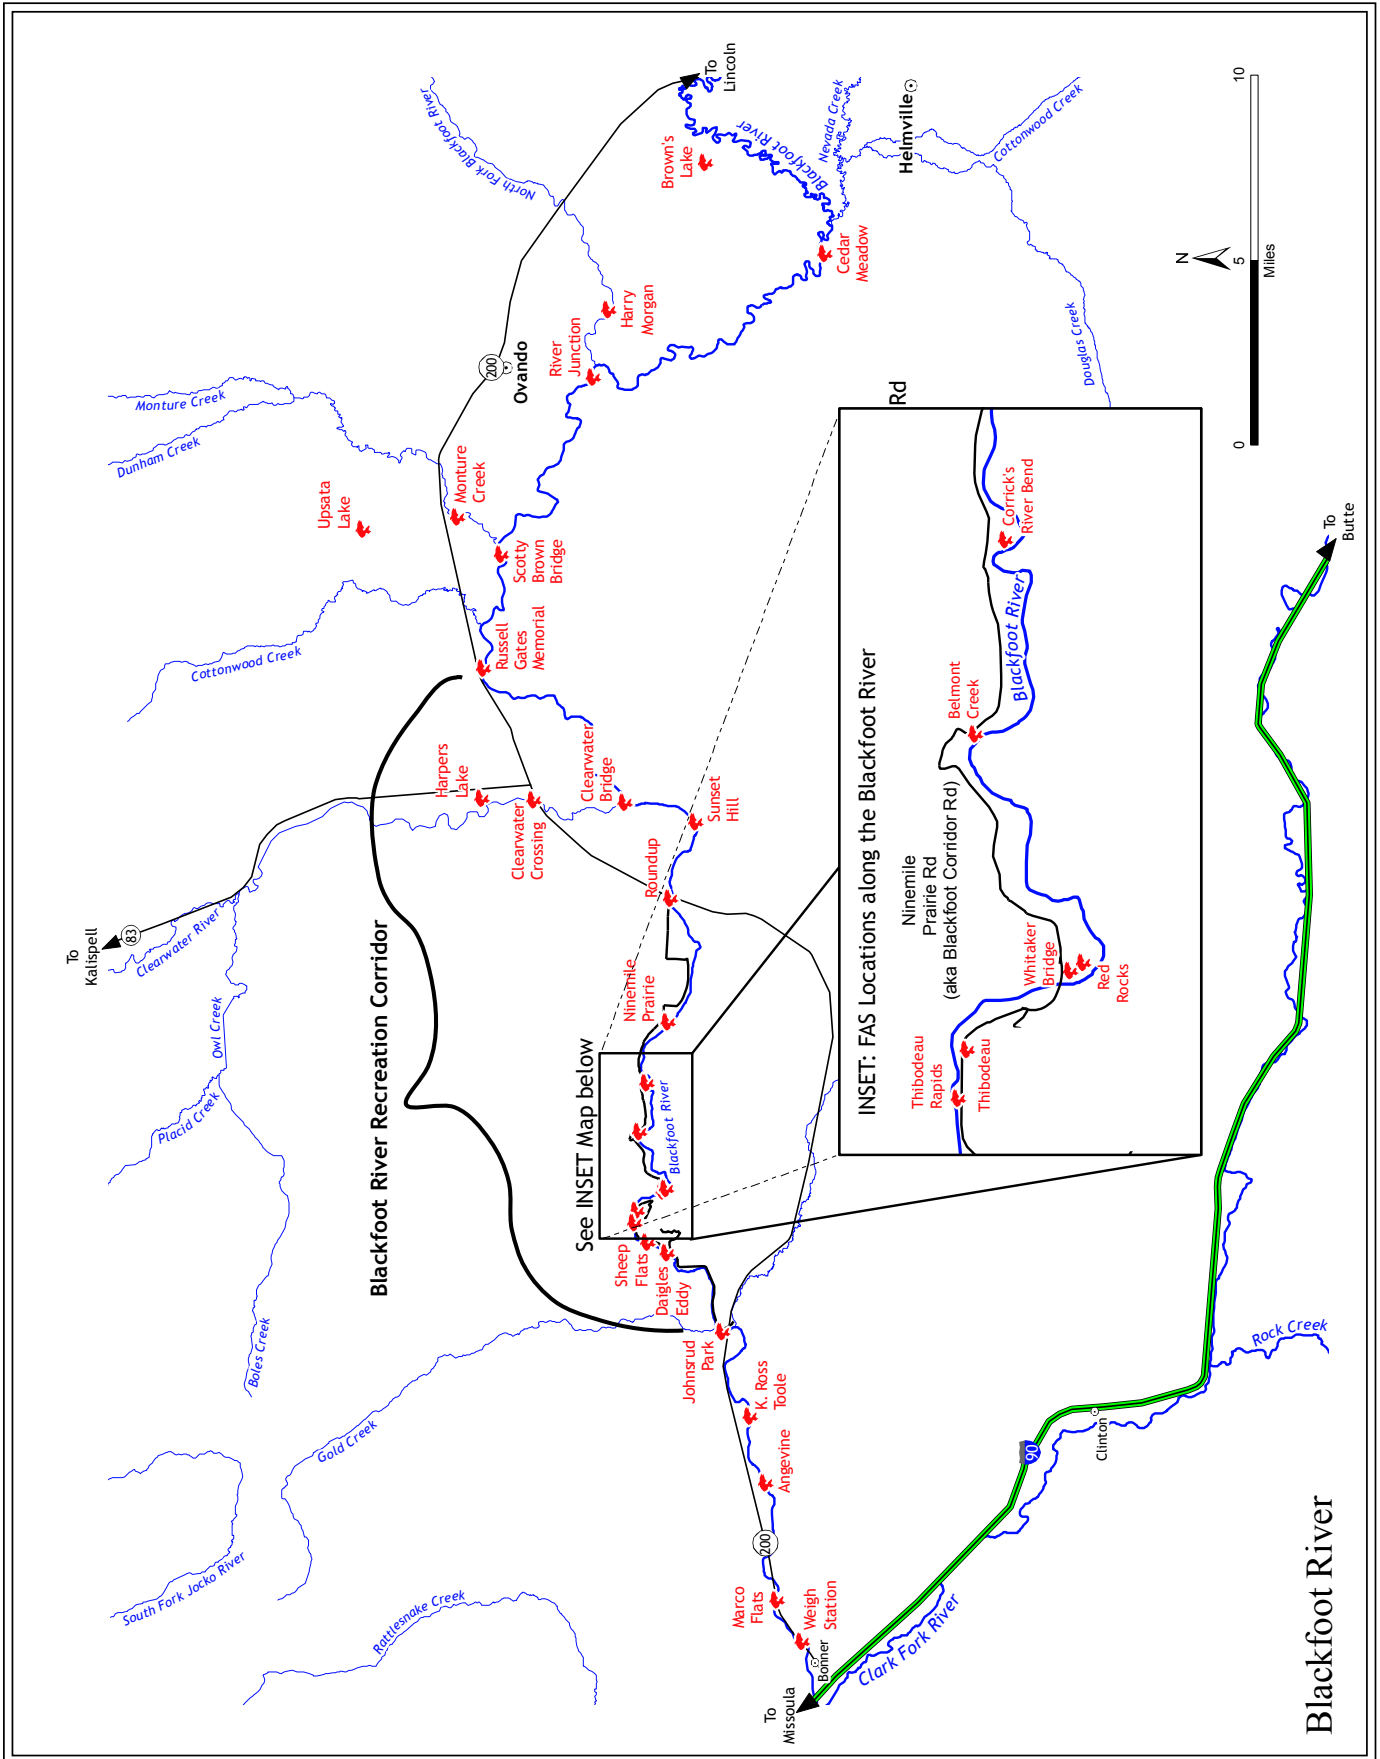 Blackfoot River
To
Kalispell
83
Clearwater River
Owl Creek
Placid Creek
Boles Creek
South Fork Jocko River
Rattlesnake Creek
Gold Creek
Blackfoot River Recreation Corridor
Cottonwood Creek
Dunham Creek
Monture Creek
Upsata
Lake
Monture
Creek
200
Ovando
North Fork Blackfoot River
To
Lincoln
Brown's
Lake
Blackfoot River
Blackfoot River
Nevada Creek
Helmville
Cottonwood Creek
Douglas Creek
Cedar
Meadow
Harry
Morgan
River
Junction
Scotty
Brown
Bridge
Russell
Gates
Memorial
Harpers
Lake
Clearwater
Crossing
Clearwater
Bridge
Sunset
Hill
Roundup
Ninemile
Prairie
See INSET Map below
Blackfoot River
Sheep
Flats
Daigles
Eddy
Johnsrud
Park
K. Ross
Toole
Angevine
200
Marco
Flats
Weigh
Station
Bonner
To
Missoula
Clark Fork River
90
Clinton
Rock Creek
To
Butte
Rd
INSET: FAS Locations along the Blackfoot River
Thibodeau
Rapids
Thibodeau
Whitaker
Bridge
Red
Rocks
Ninemile
Prairie Rd
(aka Blackfoot Corridor Rd)
Belmont
Creek
Blackfoot River
Corrick's
River Bend
N
0
5
10
Miles